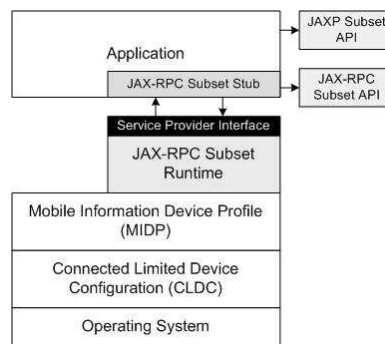 JAXP Subset
API
Application
JAX-RPC Subset Stub
JAX-RPC
Subset API
Service Provider Interface
JAX-RPC Subset
Runtime
Mobile Information Device Profile
(MIDP)
Connected Limited Device
Configuration (CLDC)
Operating System